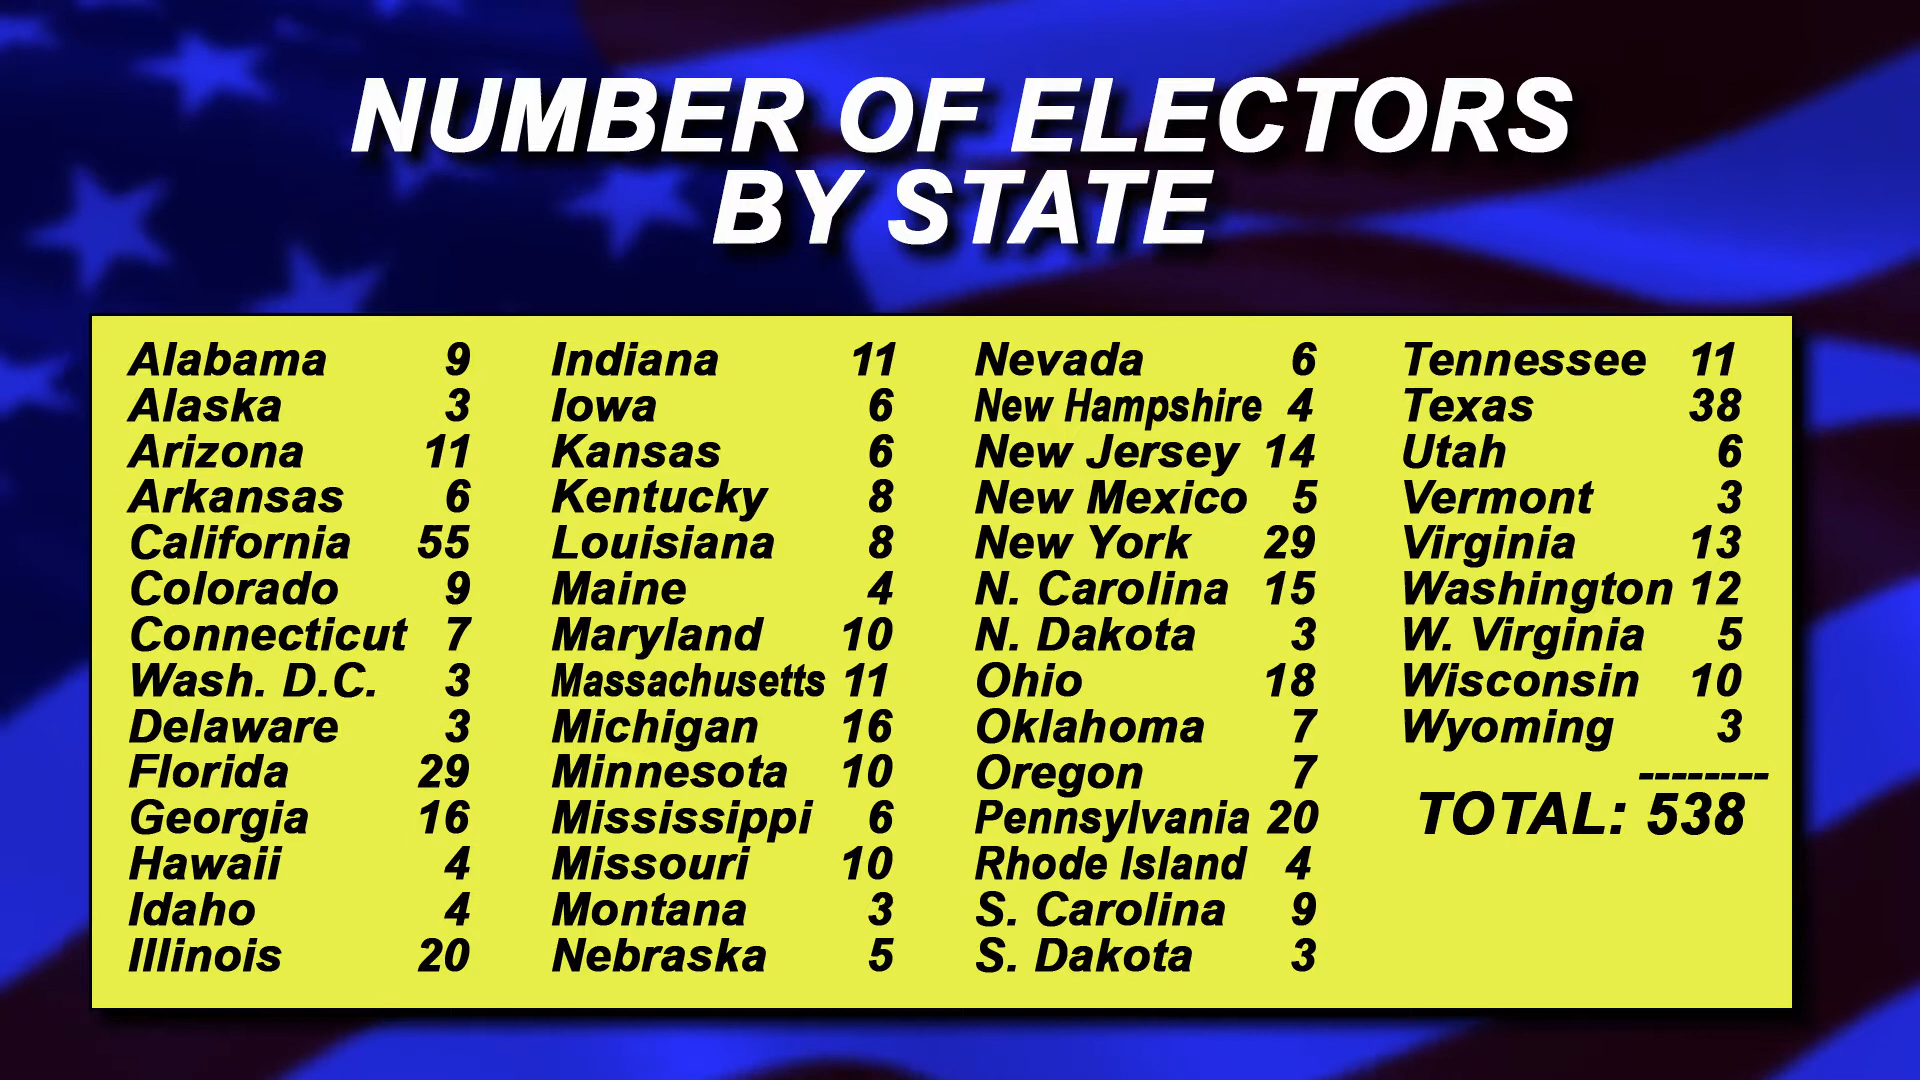 NUMBER OF ELECTORS
BY STATE
Alabama 9
Alaska 3
Arizona 11
Arkansas 6
California 55
Colorado 9
Connecticut 7
Wash. D.C. 3
Delaware 3
Florida 29
Georgia 16
Hawaii 4
Idaho 4
Illinois 20
Indiana 11
Iowa 6
Kansas 6
Kentucky 8
Louisiana 8
Maine 4
Maryland 10
Massachusetts 11
Michigan 16
Minnesota 10
Mississippi 6
Missouri 10
Montana 3
Nebraska 5
Nevada 6
New Hampshire 4
New Jersey 14
New Mexico 5
New York 29
N. Carolina 15
N. Dakota 3
Ohio 18
Oklahoma 7
Oregon 7
Pennsylvania 20
Rhode Island 4
S. Carolina 9
S. Dakota 3
Tennessee 11
Texas 38
Utah 6
Vermont 3
Virginia 13
Washington 12
W. Virginia 5
Wisconsin 10
Wyoming 3
--------
TOTAL: 538